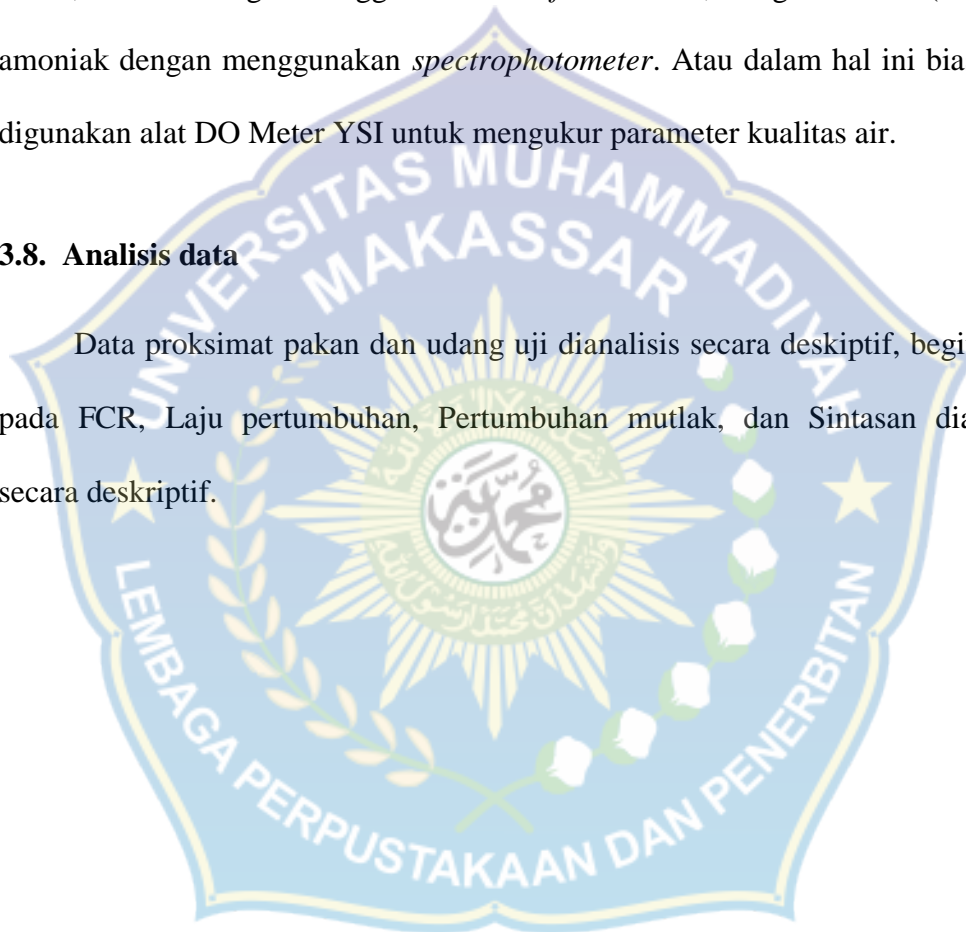 amoniak dengan menggunakan spectrophotometer. Atau dalam hal ini bia
digunakan alat DO Meter YSI untuk mengukur parameter kualitas air.
UNIVERSITAS MUHAMMADIYAH
MAKASSAR
3.8. Analisis data
Data proksimat pakan dan udang uji dianalisis secara deskiptif, begi
pada FCR, Laju pertumbuhan, Pertumbuhan mutlak, dan Sintasan dia
secara deskriptif.
LEMBAGA PERPUSTAKAAN DAN PENERBITAN